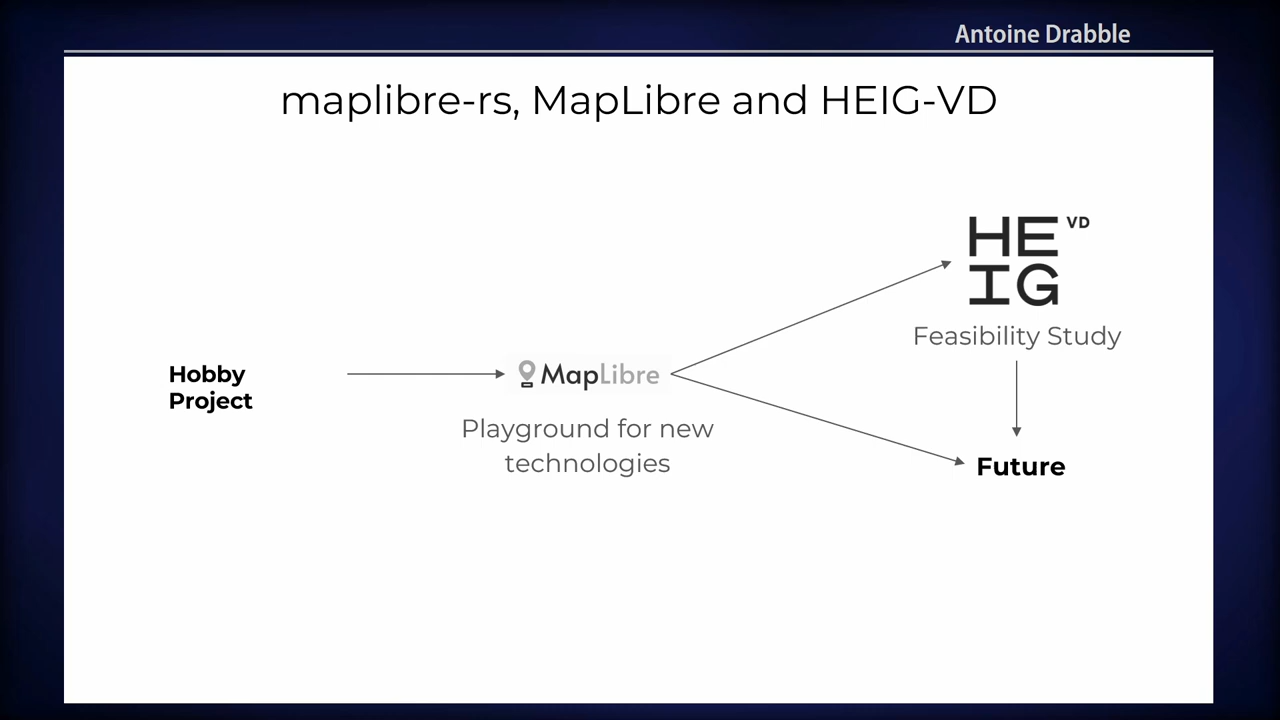 Antoine Drabble
maplibre-rs, MapLibre and HEIG-VD
HE VD
IG
Feasibility Study
Hobby
Project
MapLibre
Playground for new
technologies
Future